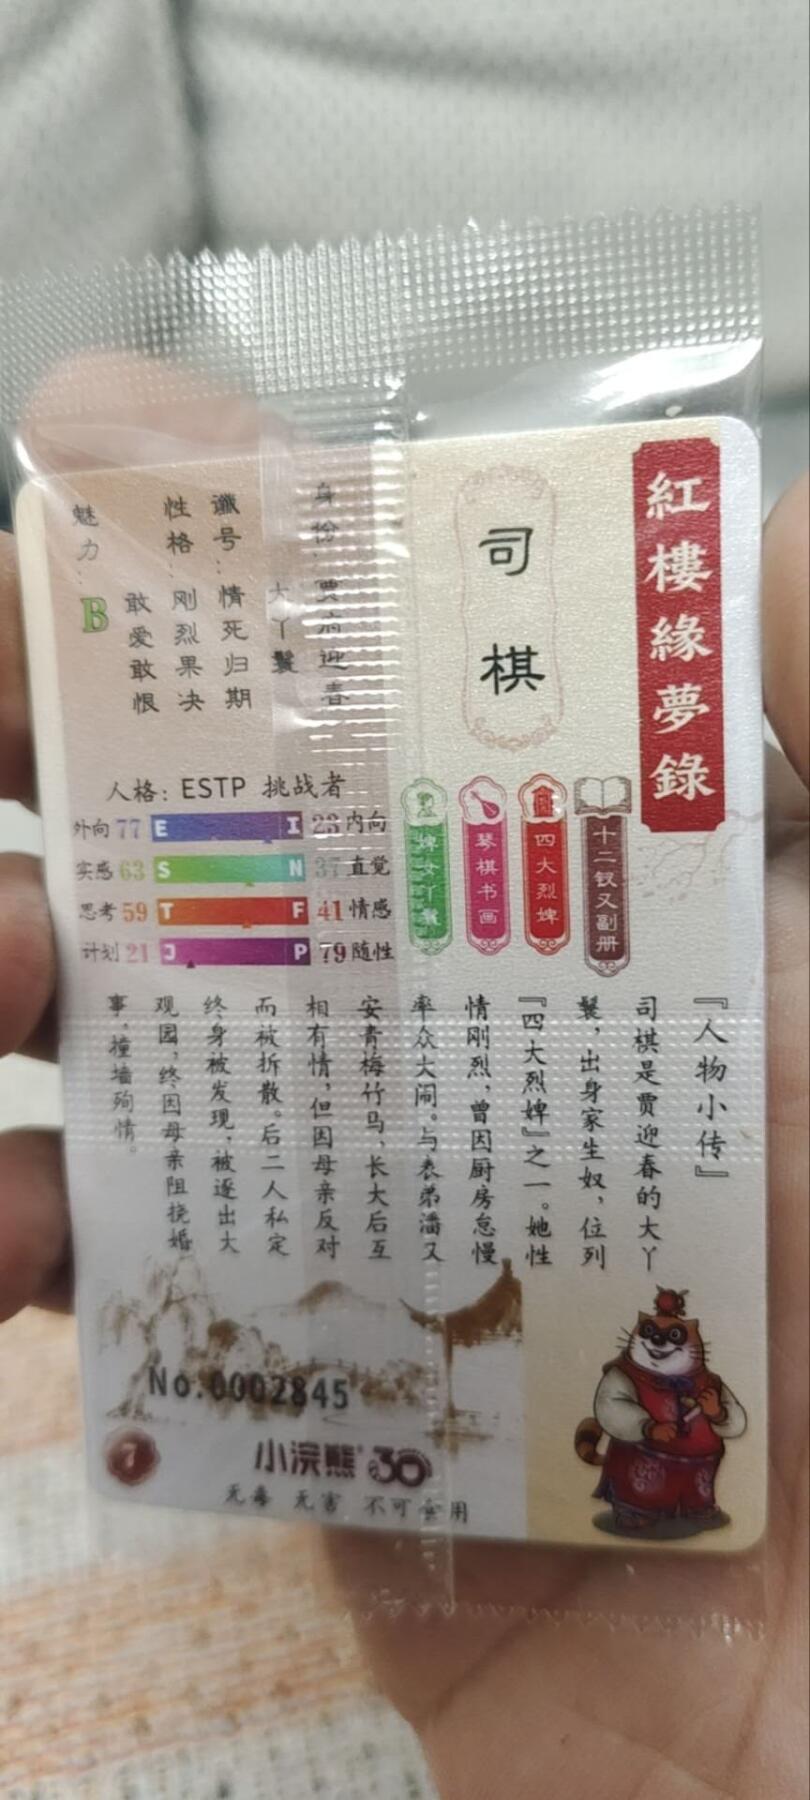 紅樓緣夢錄
司棋
身份：贾府迎春
大丫鬟
谶号：情死归期
性格：刚烈果决
敢爱敢恨
魅力：B
人格：ESTP 挑战者
外向 77 E I 23 内向
实感 63 S N 37 直觉
思考 59 T F 41 情感
计划 21 J P 79 随性
十二钗又副册
四大烈婢
琴棋书画
婢女丫鬟
『人物小传』
司棋是贾迎春的大丫
鬟，出身家生奴，位列
『四大烈婢』之一。她性
情刚烈，曾因厨房怠慢
率众大闹。与表弟潘又
安青梅竹马，长大后互
相有情，但因母亲反对
而被拆散。后二人私定
终身被发现，被逐出大
观园，终因母亲阻挠婚
事，撞墙殉情。
No.0002845
7
小浣熊 30
无毒 无害 不可食用